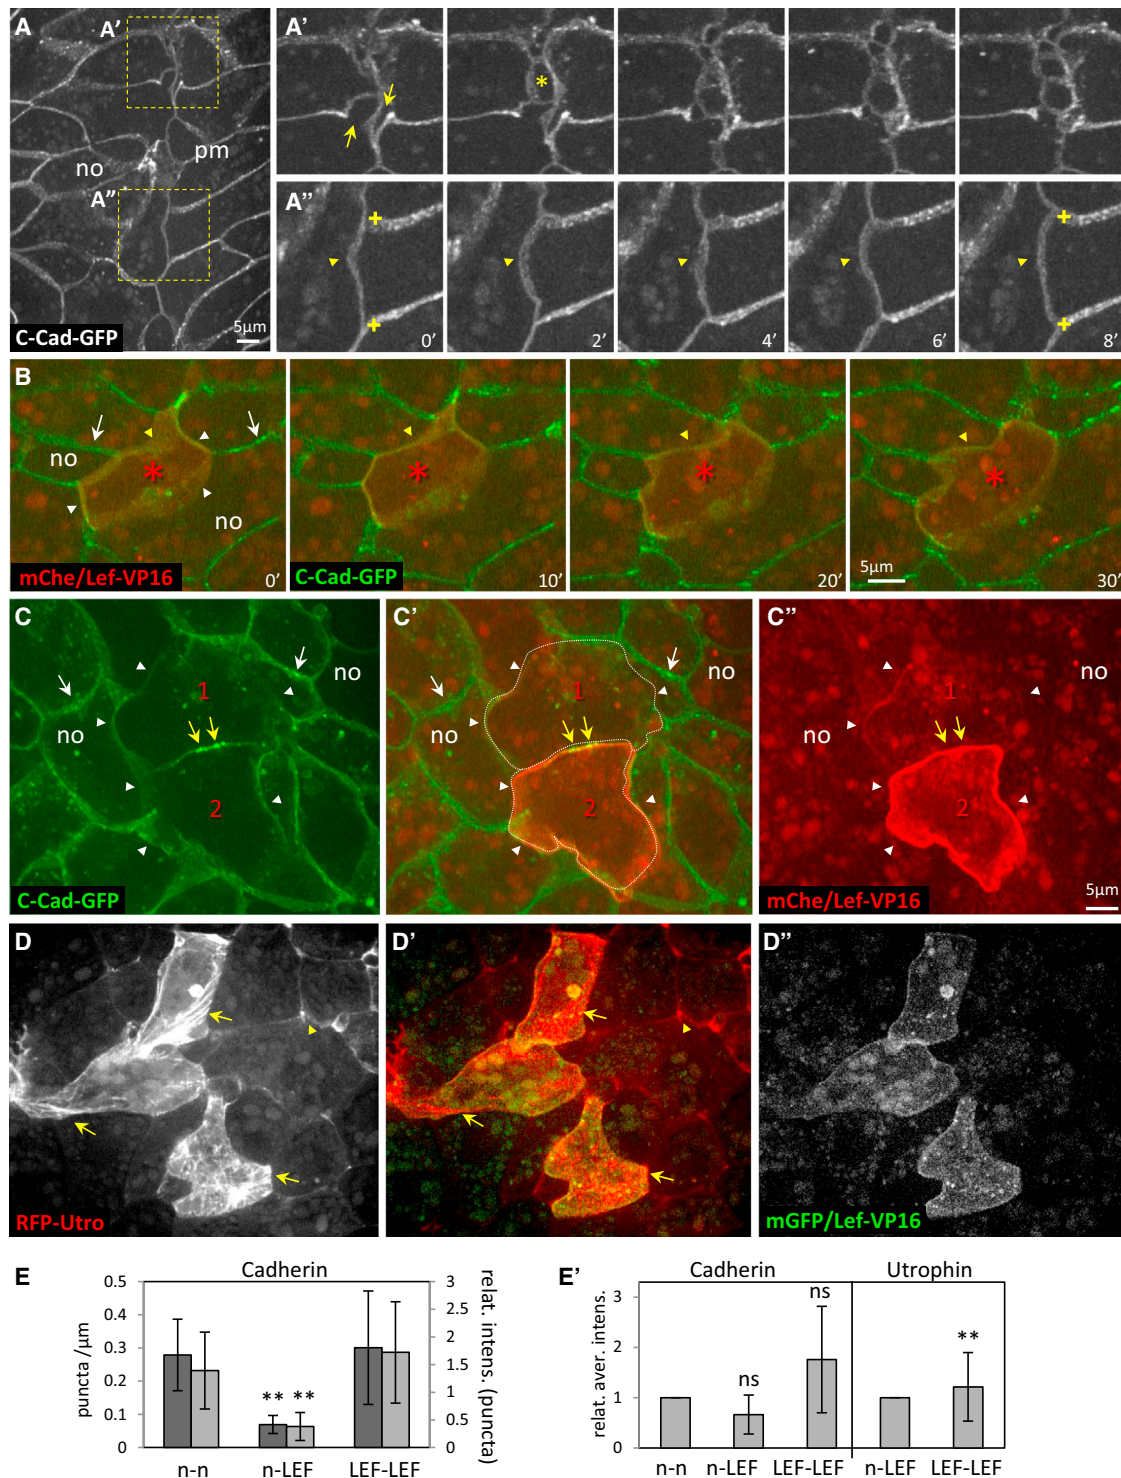 A
A'
no
pm
A"
5µm
C-Cad-GFP
A'
*
A"
+
+
+
+
0'
2'
4'
6'
8'
B
no
*
no
mChe/Lef-VP16
0'
*
C-Cad-GFP
10'
*
20'
*
5µm
30'
C
no
1
no
2
C-Cad-GFP
C'
no
1
no
2
C"
no
1
no
2
mChe/Lef-VP16
5µm
D
RFP-Utro
D'
D"
mGFP/Lef-VP16
E
Cadherin
puncta /µm
0.5
0.4
0.3
0.2
0.1
0
3
2.5
2
1.5
1
0.5
0
relat. intens. (puncta)
** **
n-n
n-LEF
LEF-LEF
E'
Cadherin
Utrophin
relat. aver. intens.
3
2
1
0
ns
ns
**
n-n
n-LEF
LEF-LEF
n-LEF
LEF-LEF